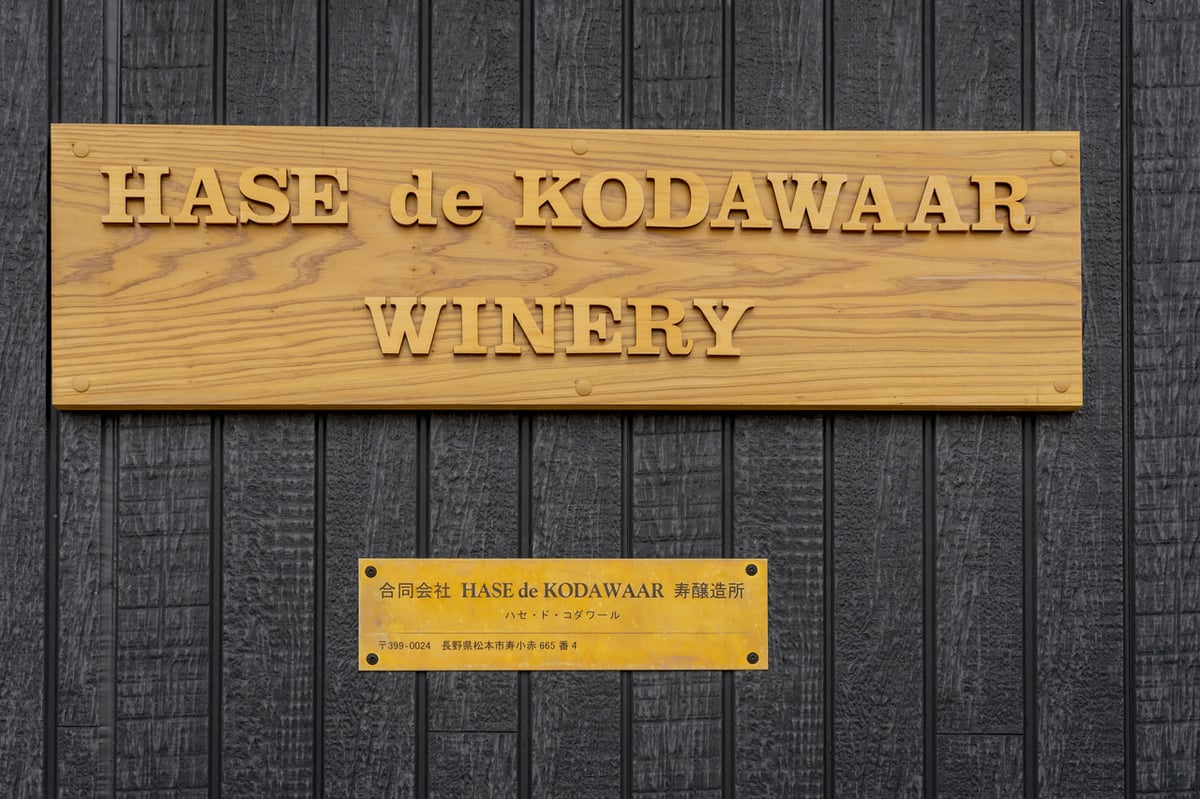 HASE de KODAWAAR
WINERY
合同会社 HASE de KODAWAAR 寿醸造所
ハセ・ド・コダワール
〒399-0024 長野県松本市寿小赤 665 番 4